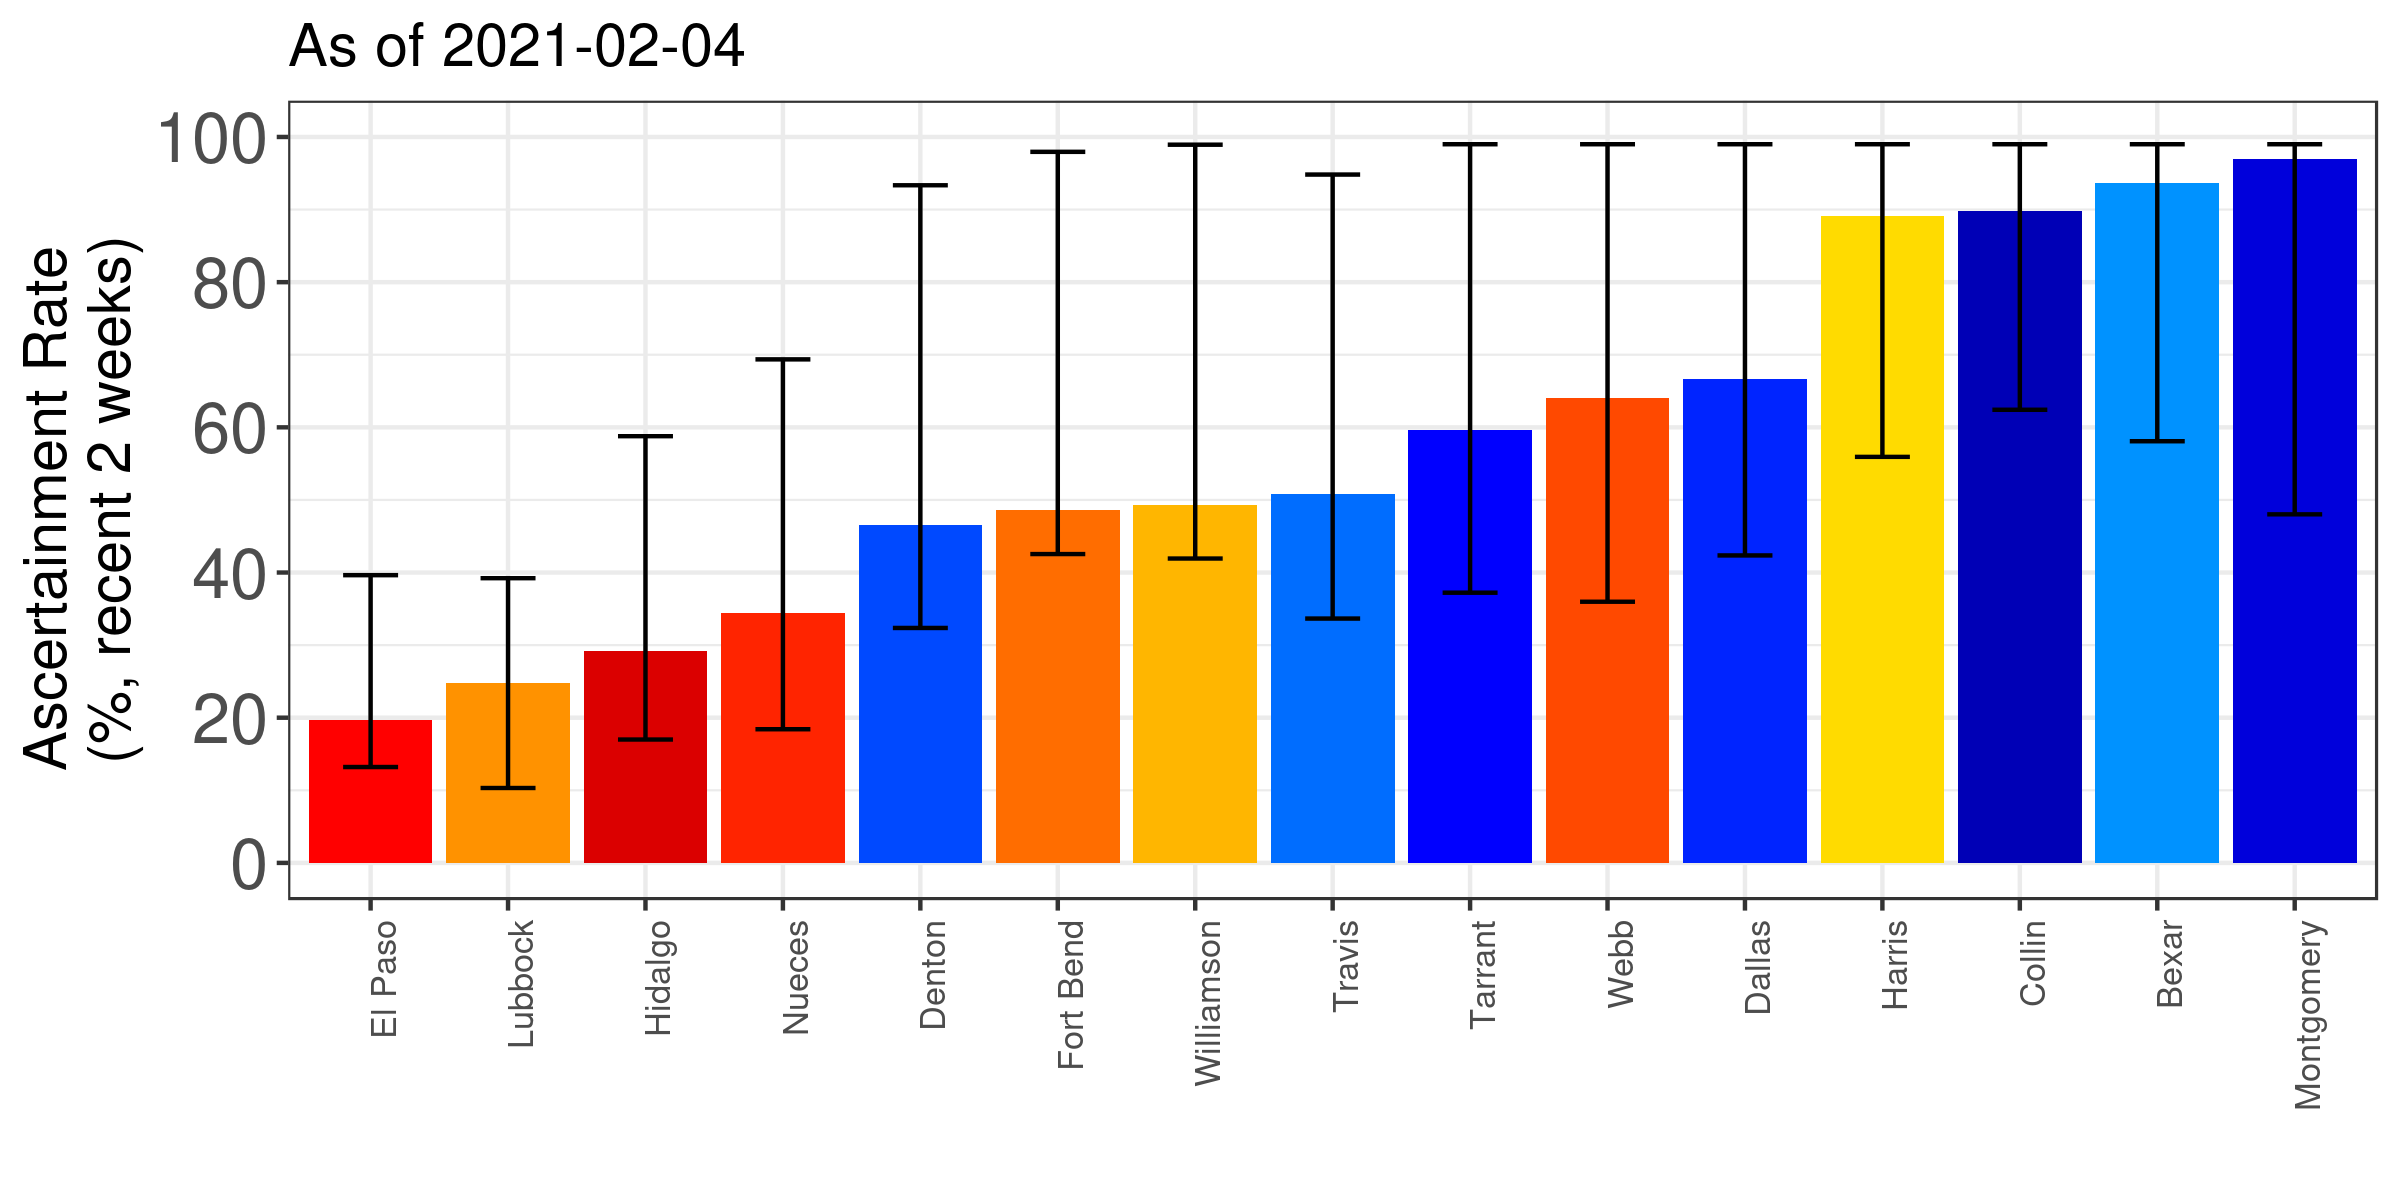 As of 2021-02-04
Ascertainment Rate
(%, recent 2 weeks)
100
80
60
40
20
0
El Paso
Lubbock
Hidalgo
Nueces
Denton
Fort Bend
Williamson
Travis
Tarrant
Webb
Dallas
Harris
Collin
Bexar
Montgomery